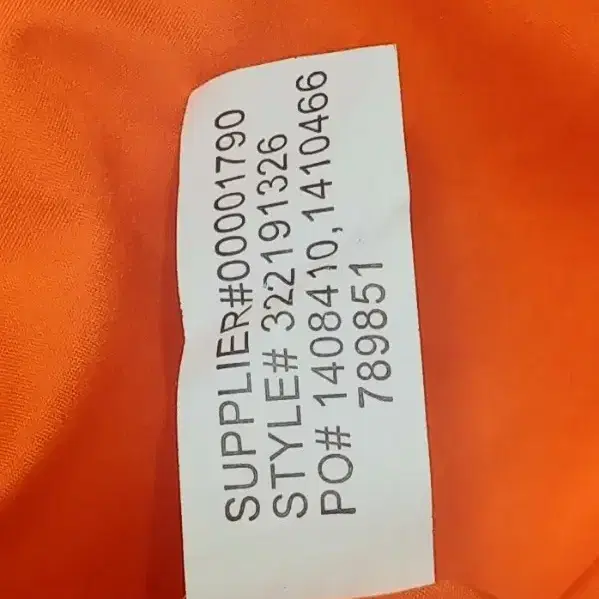 SUPPLIER#00001790
STYLE# 322191326
PO# 1408410,1410466
789851